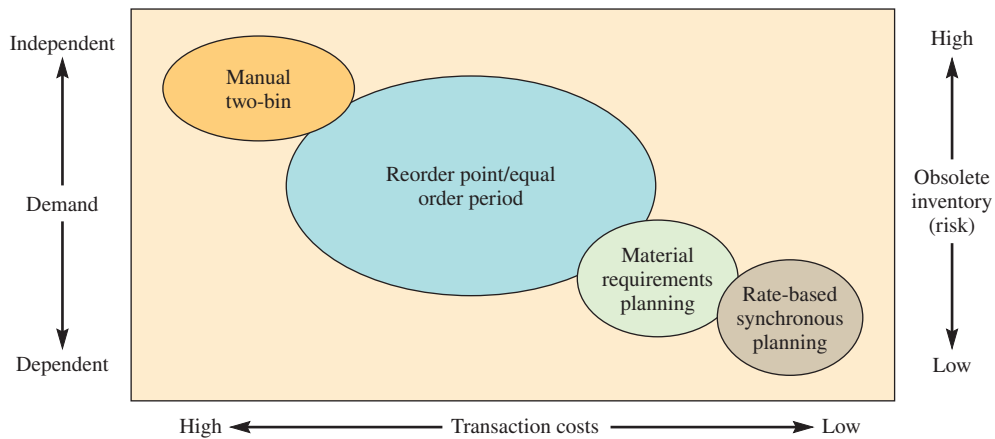 Independent
Demand
Dependent
Manual
two-bin
Reorder point/equal
order period
Material
requirements
planning
Rate-based
synchronous
planning
High
Obsolete
inventory
(risk)
Low
High
Transaction costs
Low